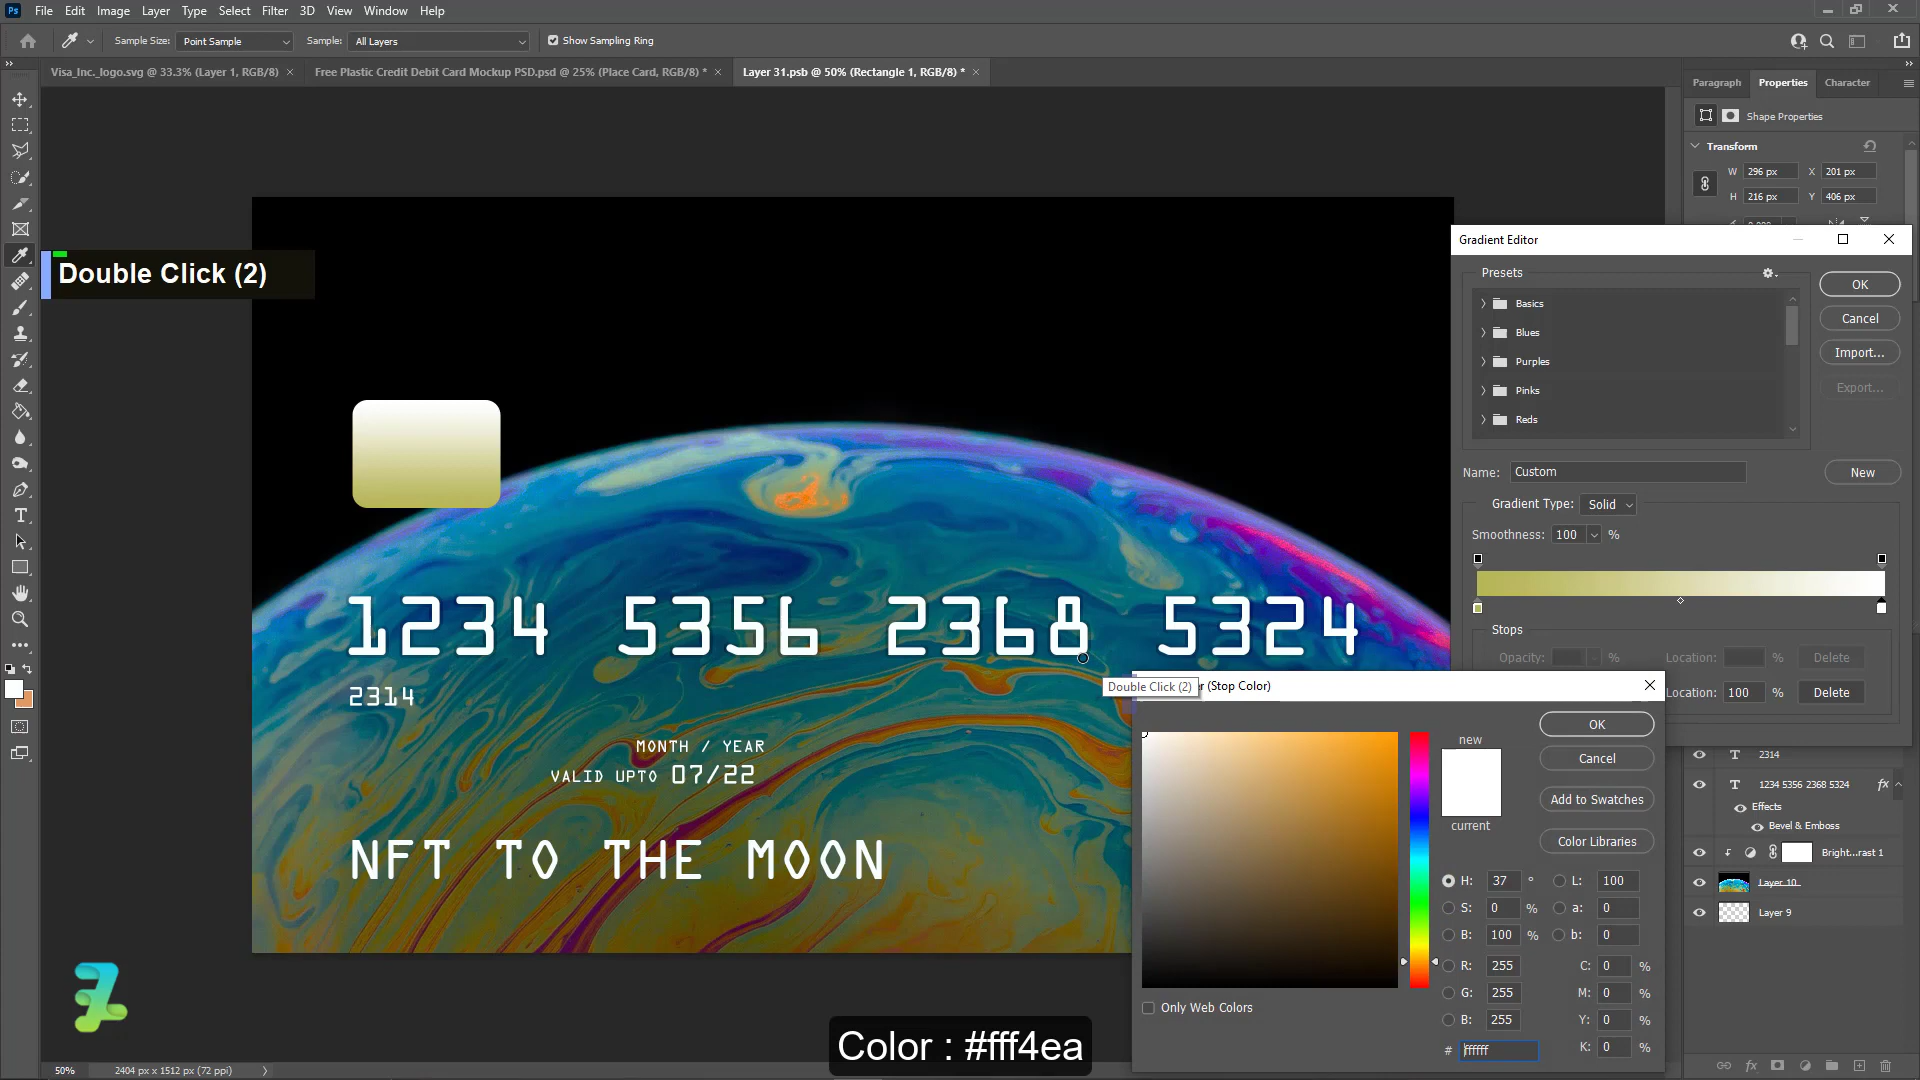 Ps File Edit Image Layer Type Select Filter 3D View Window Help
Sample Size: Point Sample Sample: All Layers Show Sampling Ring
Visa_Inc._logo.svg @ 33.3% (Layer 1, RGB/8) Free Plastic Credit Debit Card Mockup PSD.psd @ 25% (Place Card, RGB/8) * Layer 31.psb @ 50% (Rectangle 1, RGB/8) *
Paragraph Properties Character
Shape Properties
Transform
W 296 px X 201 px
H 216 px Y 406 px
Gradient Editor
Presets
OK
Cancel
Import...
Export...
Basics
Blues
Purples
Pinks
Reds
Name: Custom New
Gradient Type: Solid
Smoothness: 100 %
Stops
Opacity: % Location: % Delete
Location: 100 % Delete
Double Click (2)
1234 5356 2368 5324
2314
MONTH / YEAR
VALID UPTO 07/22
NFT TO THE MOON
Double Click (2) r (Stop Color)
new
current
OK
Cancel
Add to Swatches
Color Libraries
H: 37 ° L: 100
S: 0 % a: 0
B: 100 % b: 0
R: 255 C: 0 %
G: 255 M: 0 %
B: 255 Y: 0 %
# ffffff K: 0 %
Only Web Colors
2314
1234 5356 2368 5324 fx
Effects
Bevel & Emboss
Bright...rast 1
Layer 10
Layer 9
Color : #fff4ea
50% 2404 px x 1512 px (72 ppi)